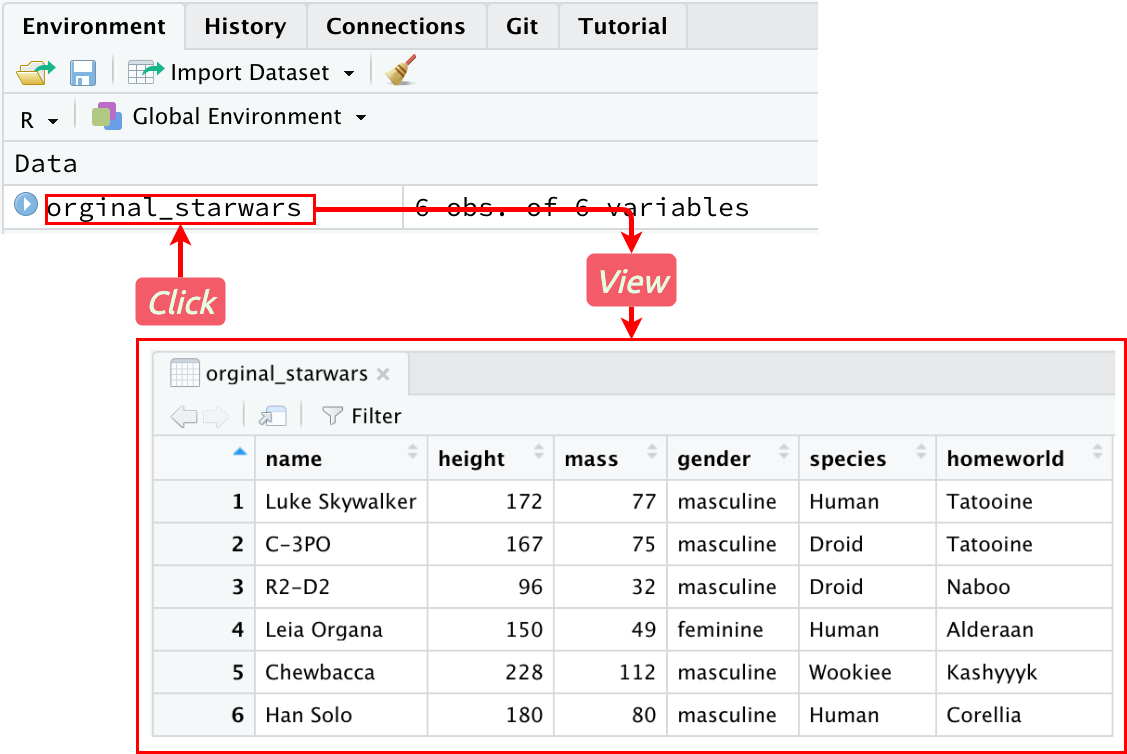 Environment History Connections Git Tutorial
Import Dataset
R Global Environment
Data
orginal_starwars 6 obs. of 6 variables
Click
View
orginal_starwars
Filter
name height mass gender species homeworld
1 Luke Skywalker 172 77 masculine Human Tatooine
2 C-3PO 167 75 masculine Droid Tatooine
3 R2-D2 96 32 masculine Droid Naboo
4 Leia Organa 150 49 feminine Human Alderaan
5 Chewbacca 228 112 masculine Wookiee Kashyyyk
6 Han Solo 180 80 masculine Human Corellia